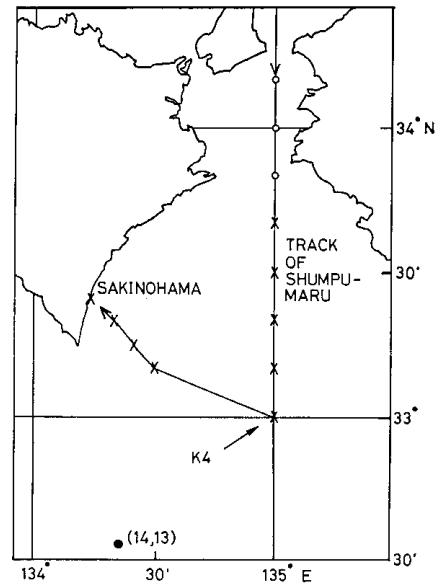 34°N
TRACK
OF
SHUMPU-
MARU
30'
SAKINOHAMA
33°
K4
(14,13)
30'
134° 30' 135° E